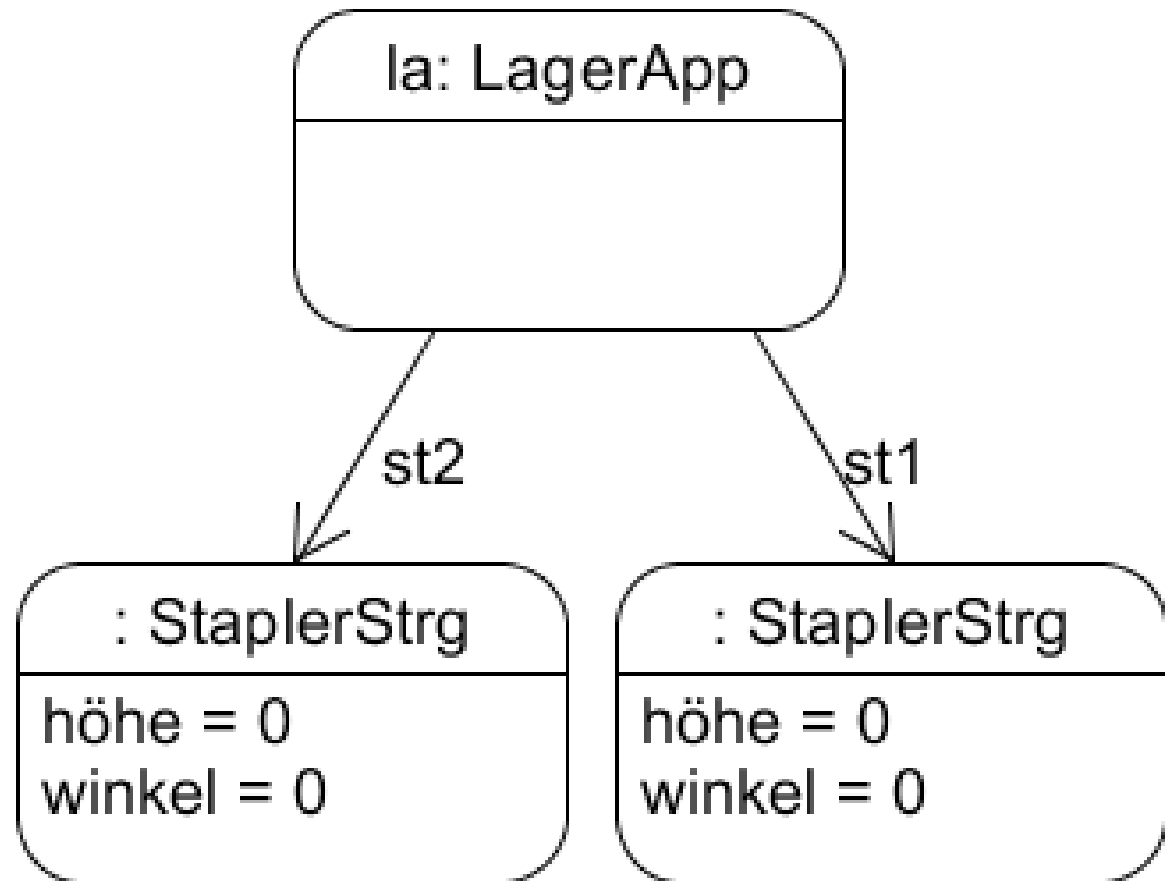 la: LagerApp
st2
st1
: StaplerStrg
höhe = 0
winkel = 0
: StaplerStrg
höhe = 0
winkel = 0